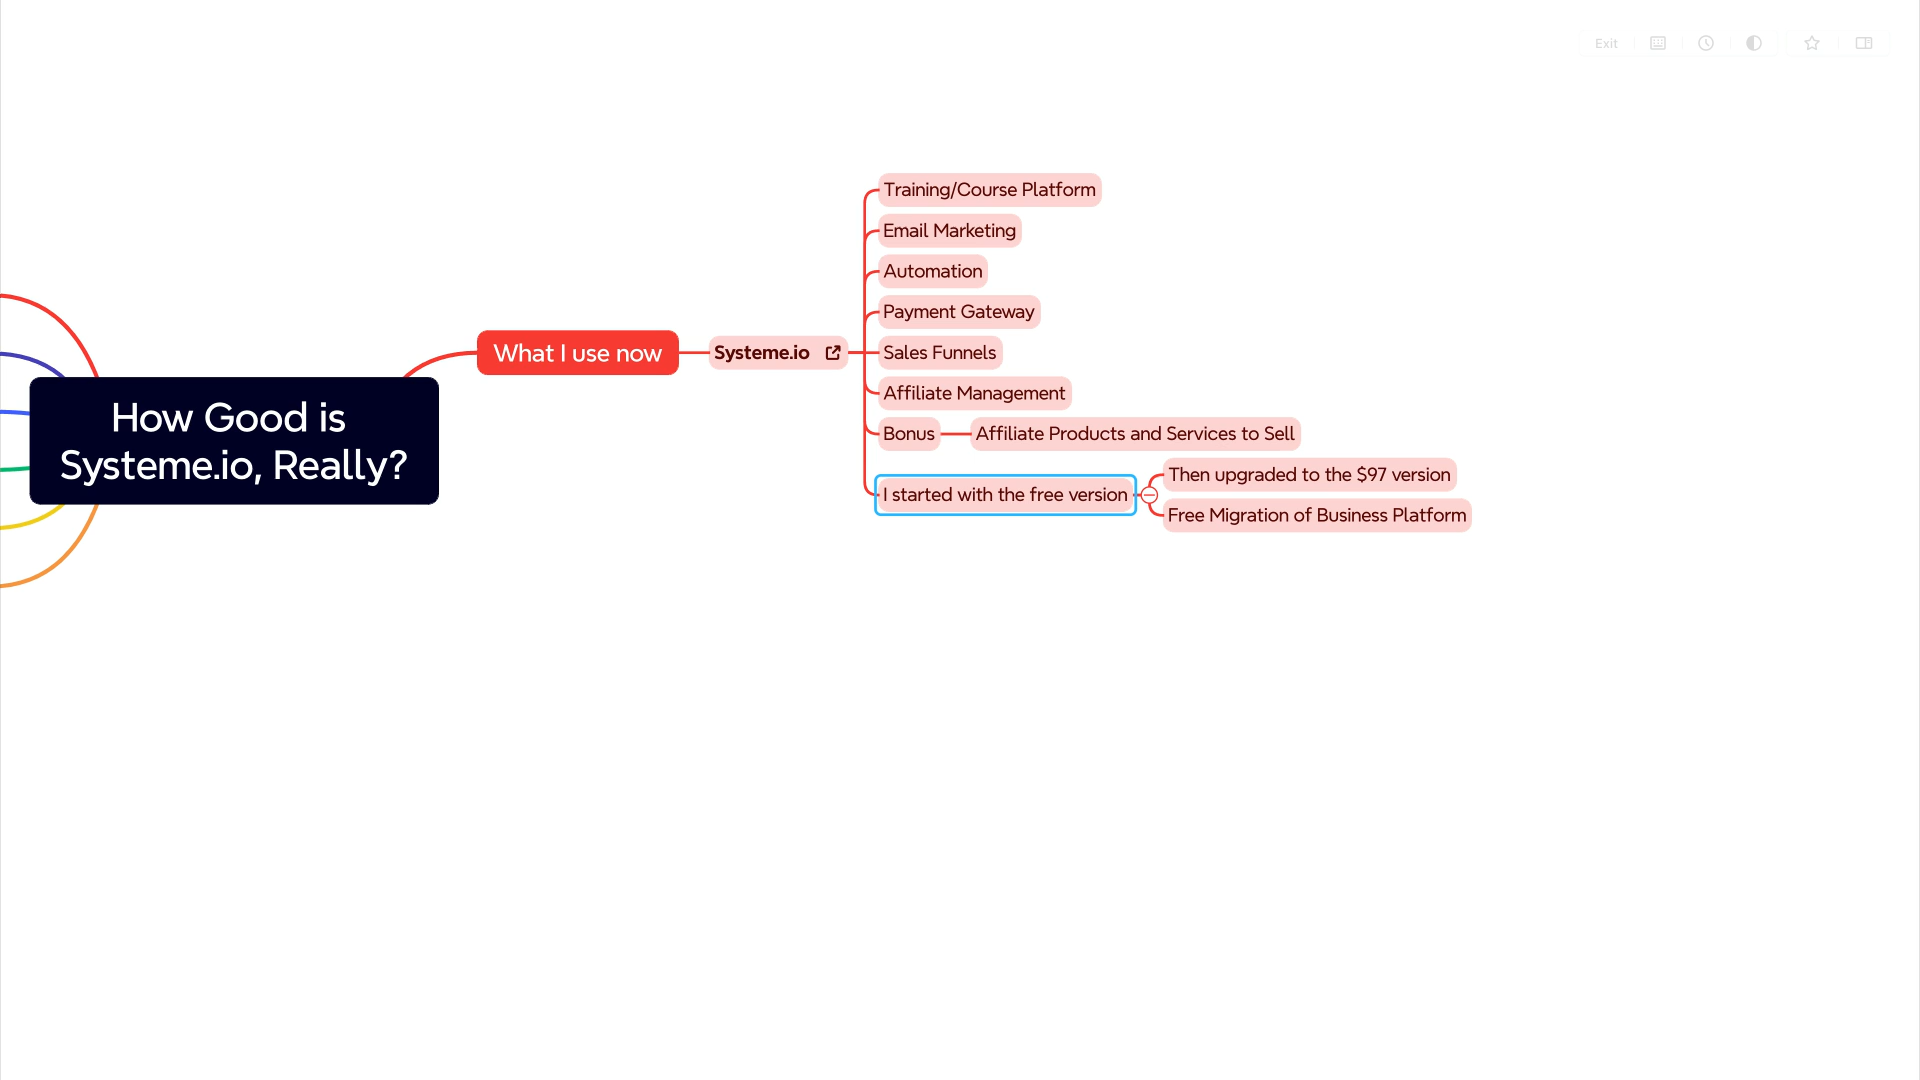 Exit
Training/Course Platform
Email Marketing
Automation
Payment Gateway
What I use now
Systeme.io
Sales Funnels
Affiliate Management
How Good is
Systeme.io, Really?
Bonus
Affiliate Products and Services to Sell
I started with the free version
Then upgraded to the $97 version
Free Migration of Business Platform